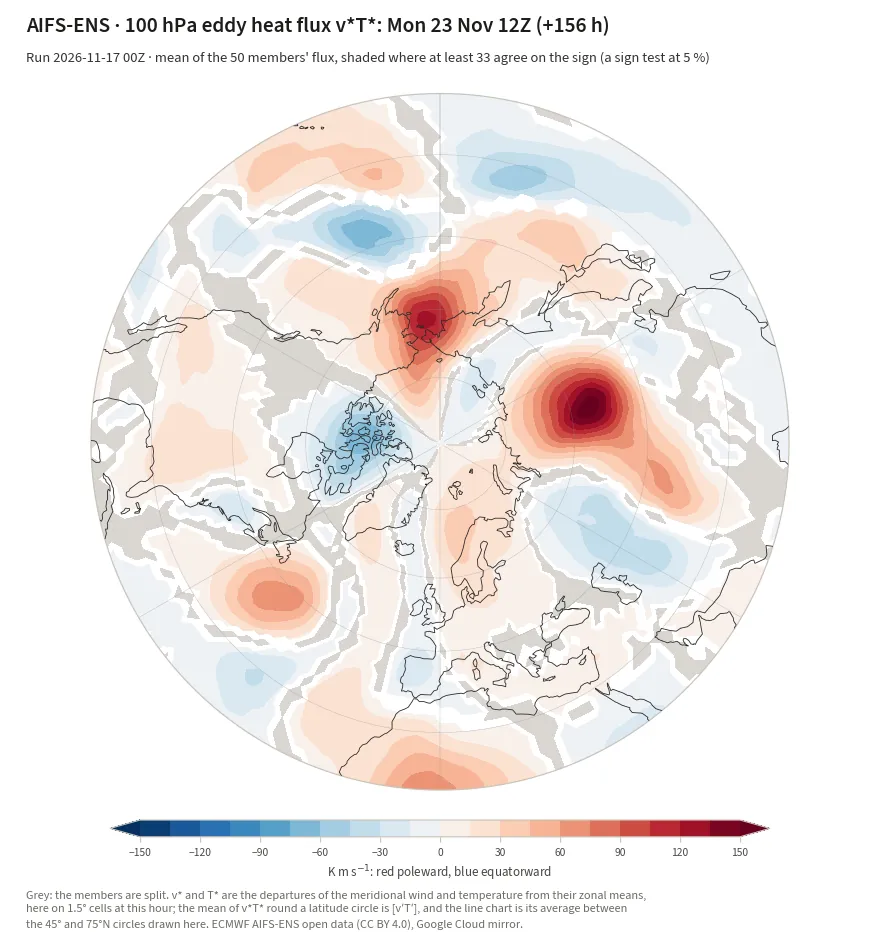 AIFS-ENS · 100 hPa eddy heat flux v*T*: Mon 23 Nov 12Z (+156 h)
Run 2026-11-17 00Z · mean of the 50 members' flux, shaded where at least 33 agree on the sign (a sign test at 5 %)
−150 −120 −90 −60 −30 0 30 60 90 120 150
K m s⁻¹: red poleward, blue equatorward
Grey: the members are split. v* and T* are the departures of the meridional wind and temperature from their zonal means,
here on 1.5° cells at this hour; the mean of v*T* round a latitude circle is [v′T′], and the line chart is its average between
the 45° and 75°N circles drawn here. ECMWF AIFS-ENS open data (CC BY 4.0), Google Cloud mirror.